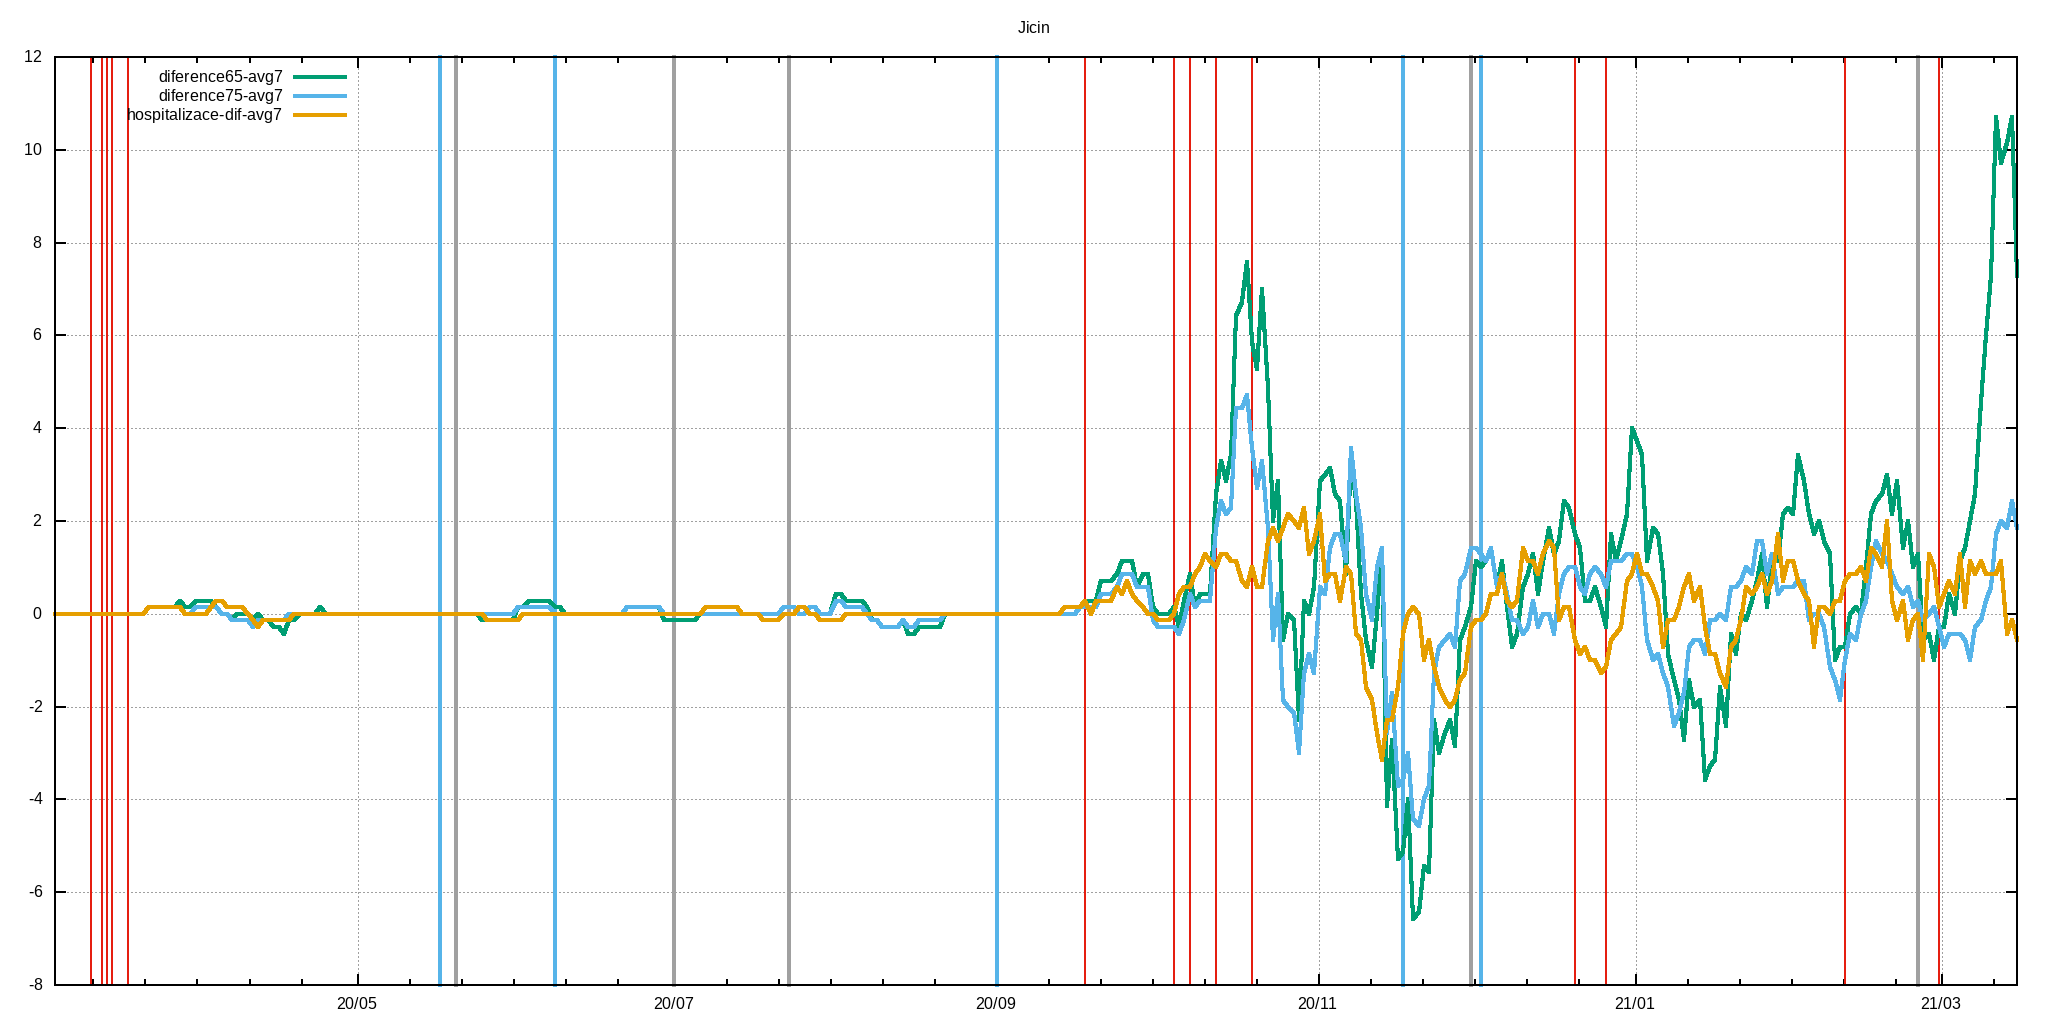 Jicin
12
diference65-avg7
diference75-avg7
hospitalizace-dif-avg7
10
8
6
4
2
0
-2
-4
-6
-8
20/05 20/07 20/09 20/11 21/01 21/03